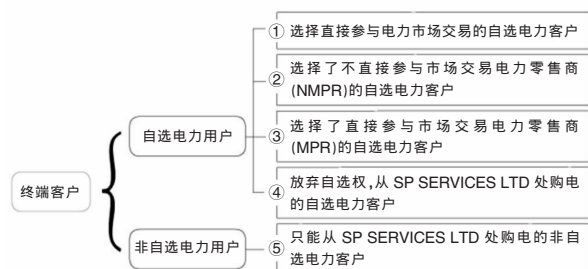 ①选择直接参与电力市场交易的自选电力客户
②选择了不直接参与市场交易电力零售商
(NMPR)的自选电力客户
自选电力用户
③选择了直接参与市场交易电力零售商
(MPR)的自选电力客户
终端客户
④放弃自选权,从 SP SERVICES LTD 处购电
的自选电力客户
非自选电力用户
⑤只能从 SP SERVICES LTD 处购电的非自
选电力客户